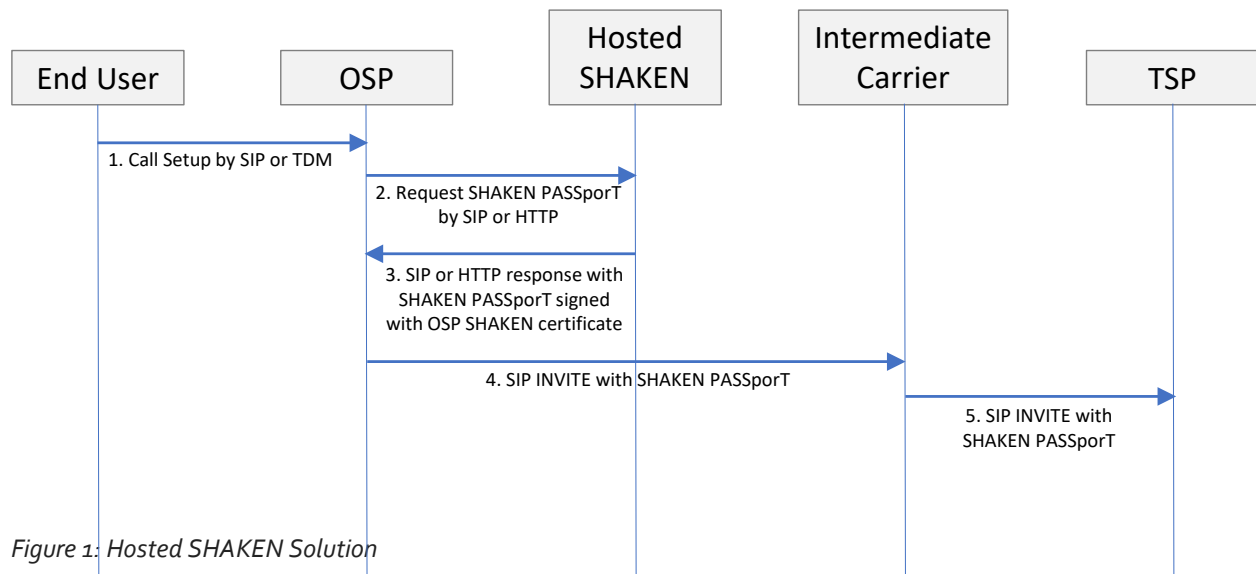 End User
OSP
Hosted
SHAKEN
Intermediate
Carrier
TSP
1. Call Setup by SIP or TDM
2. Request SHAKEN PASSporT
by SIP or HTTP
3. SIP or HTTP response with
SHAKEN PASSporT signed
with OSP SHAKEN certificate
4. SIP INVITE with SHAKEN PASSporT
5. SIP INVITE with
SHAKEN PASSporT
Figure 1: Hosted SHAKEN Solution